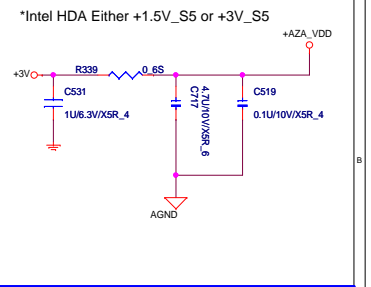 *Intel HDA Either +1.5V_S5 or +3V_S5
+AZA_VDD
R339
0_6S
+3V
C531
1U/6.3V/X5R_4
4.7U/10V/X5R_6
C717
C519
0.1U/10V/X5R_4
AGND
B